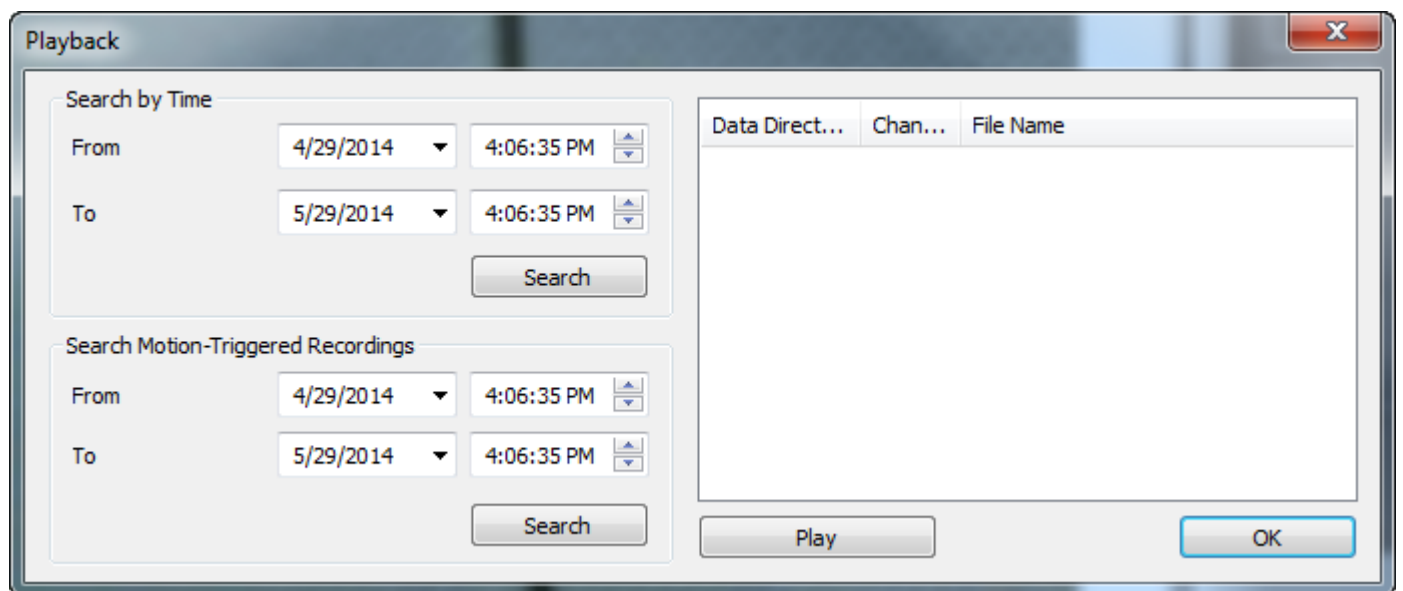 Playback
Search by Time
From 4/29/2014 4:06:35 PM
To 5/29/2014 4:06:35 PM
Search
Search Motion-Triggered Recordings
From 4/29/2014 4:06:35 PM
To 5/29/2014 4:06:35 PM
Search
Data Direct... Chan... File Name
Play OK